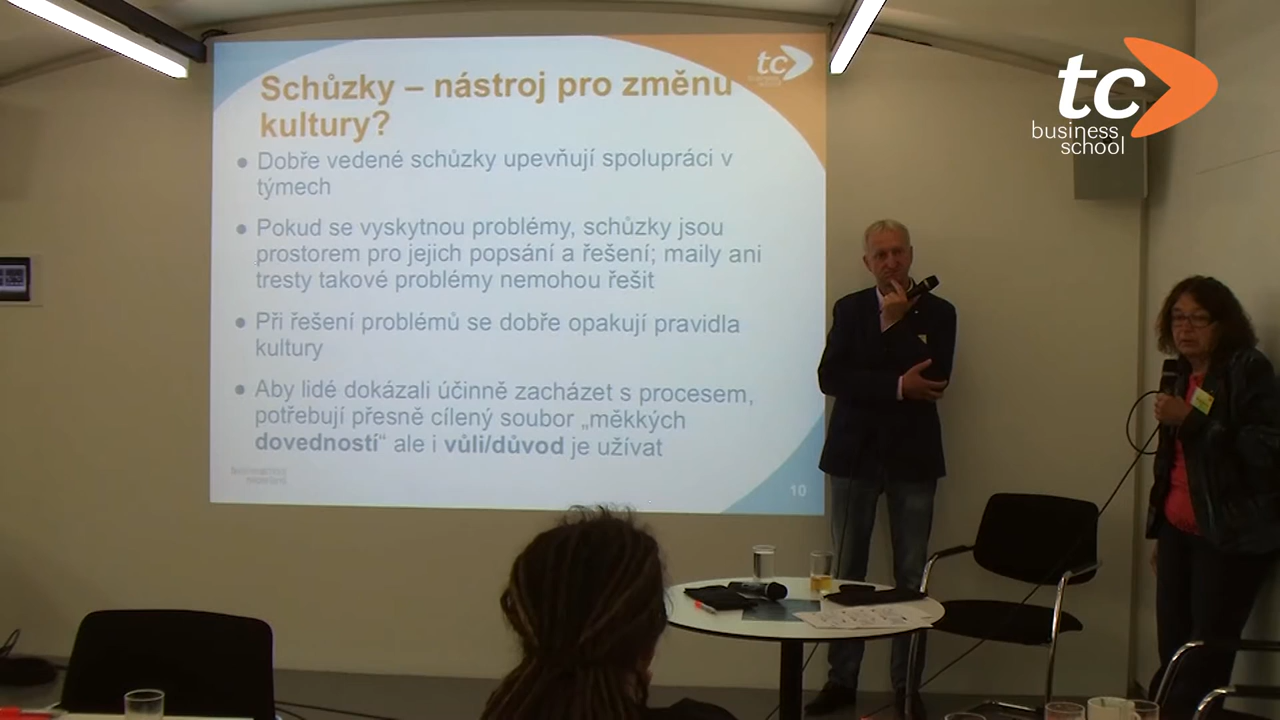 Schůzky – nástroj pro změnu
kultury?
Dobře vedené schůzky upevňují spolupráci v
týmech
Pokud se vyskytnou problémy, schůzky jsou
prostorem pro jejich popsání a řešení; maily ani
tresty takové problémy nemohou řešit
Při řešení problémů se dobře opakují pravidla
kultury
Aby lidé dokázali účinně zacházet s procesem,
potřebují přesně cílený soubor „měkkých
dovedností“ ale i vůli/důvod je užívat
10
tc
tc
business
school